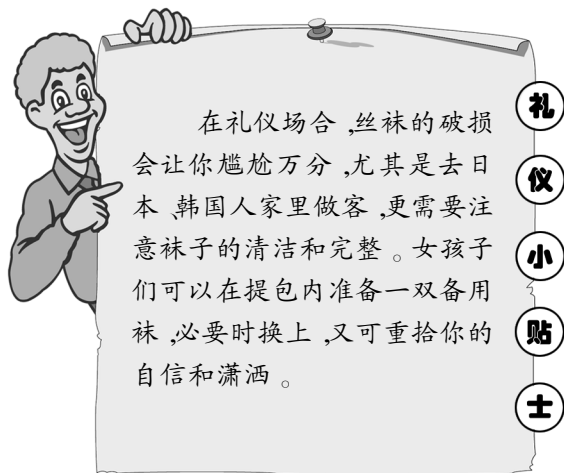 在礼仪场合,丝袜的破损
会让你尴尬万分,尤其是去日
本、韩国人家里做客,更需要注
意袜子的清洁和完整。女孩子
们可以在提包内准备一双备用
袜,必要时换上,又可重拾你的
自信和潇洒。
礼
仪
小
贴
士